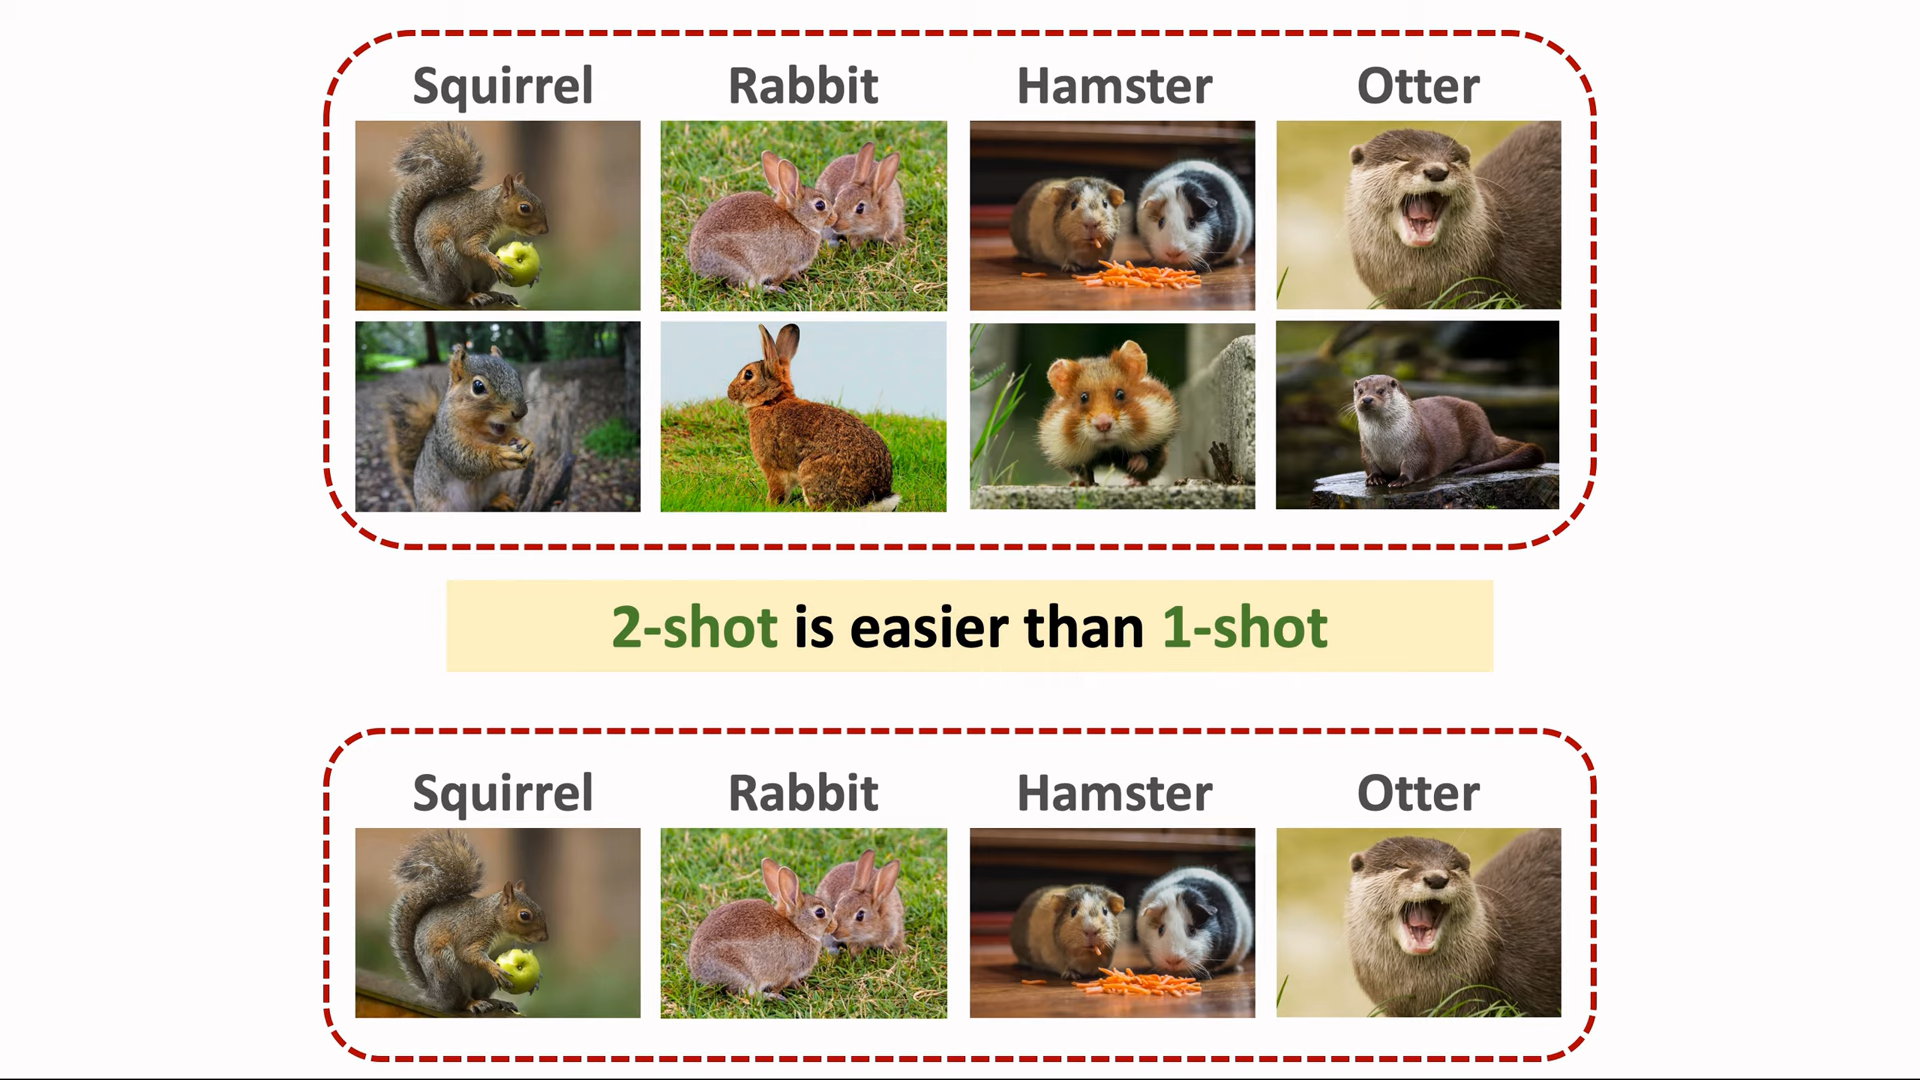 Squirrel Rabbit Hamster Otter
2-shot is easier than 1-shot
Squirrel Rabbit Hamster Otter